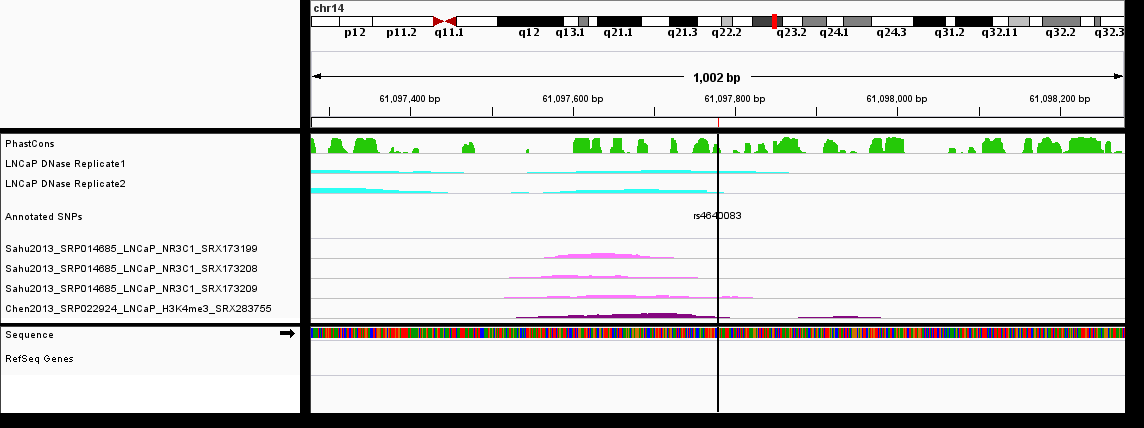 chr14
p12 p11.2 q11.1 q12 q13.1 q21.1 q21.3 q22.2 q23.2 q24.1 q24.3 q31.2 q32.11 q32.2 q32.3
1,002 bp
61,097,400 bp 61,097,600 bp 61,097,800 bp 61,098,000 bp 61,098,200 bp
PhastCons
LNCaP DNase Replicate1
LNCaP DNase Replicate2
Annotated SNPs rs4640083
Sahu2013_SRP014685_LNCaP_NR3C1_SRX173199
Sahu2013_SRP014685_LNCaP_NR3C1_SRX173208
Sahu2013_SRP014685_LNCaP_NR3C1_SRX173209
Chen2013_SRP022924_LNCaP_H3K4me3_SRX283755
Sequence
RefSeq Genes